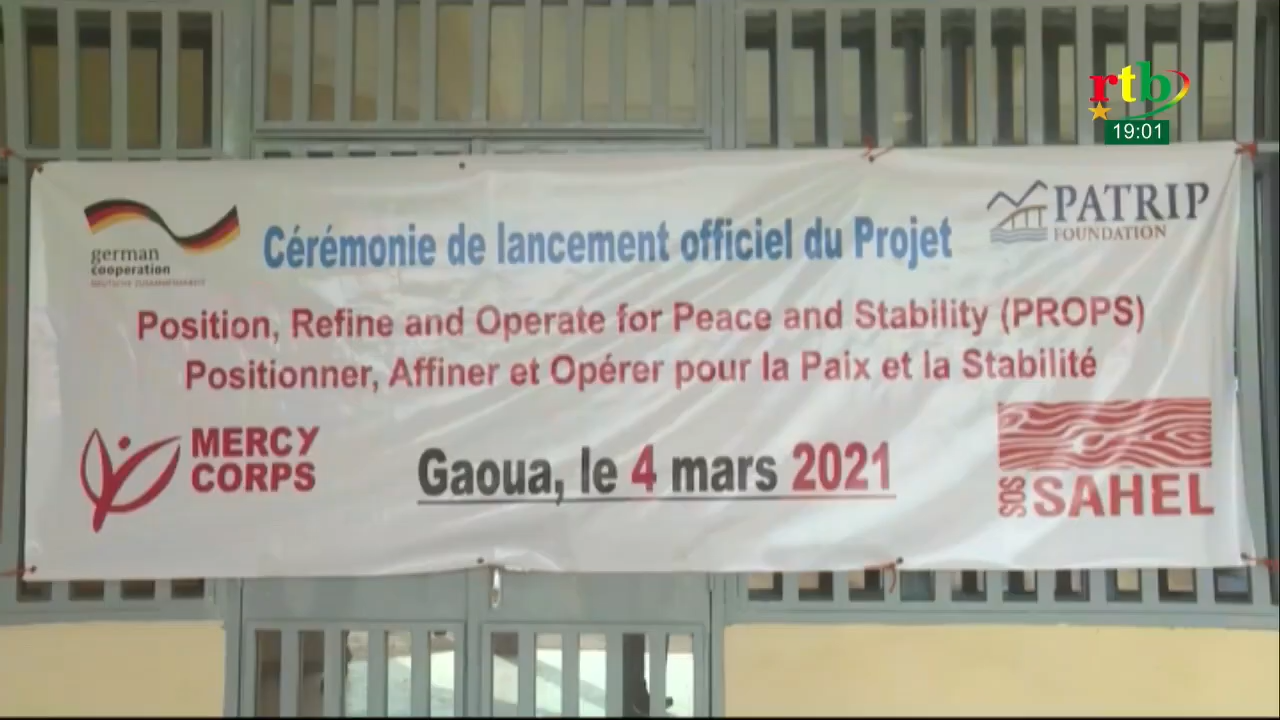 rtb
19:01
german
cooperation
DEUTSCHE ZUSAMMENARBEIT
Cérémonie de lancement officiel du Projet
PATRIP
FOUNDATION
Position, Refine and Operate for Peace and Stability (PROPS)
Positionner, Affiner et Opérer pour la Paix et la Stabilité
MERCY
CORPS
Gaoua, le 4 mars 2021
SOS
SAHEL